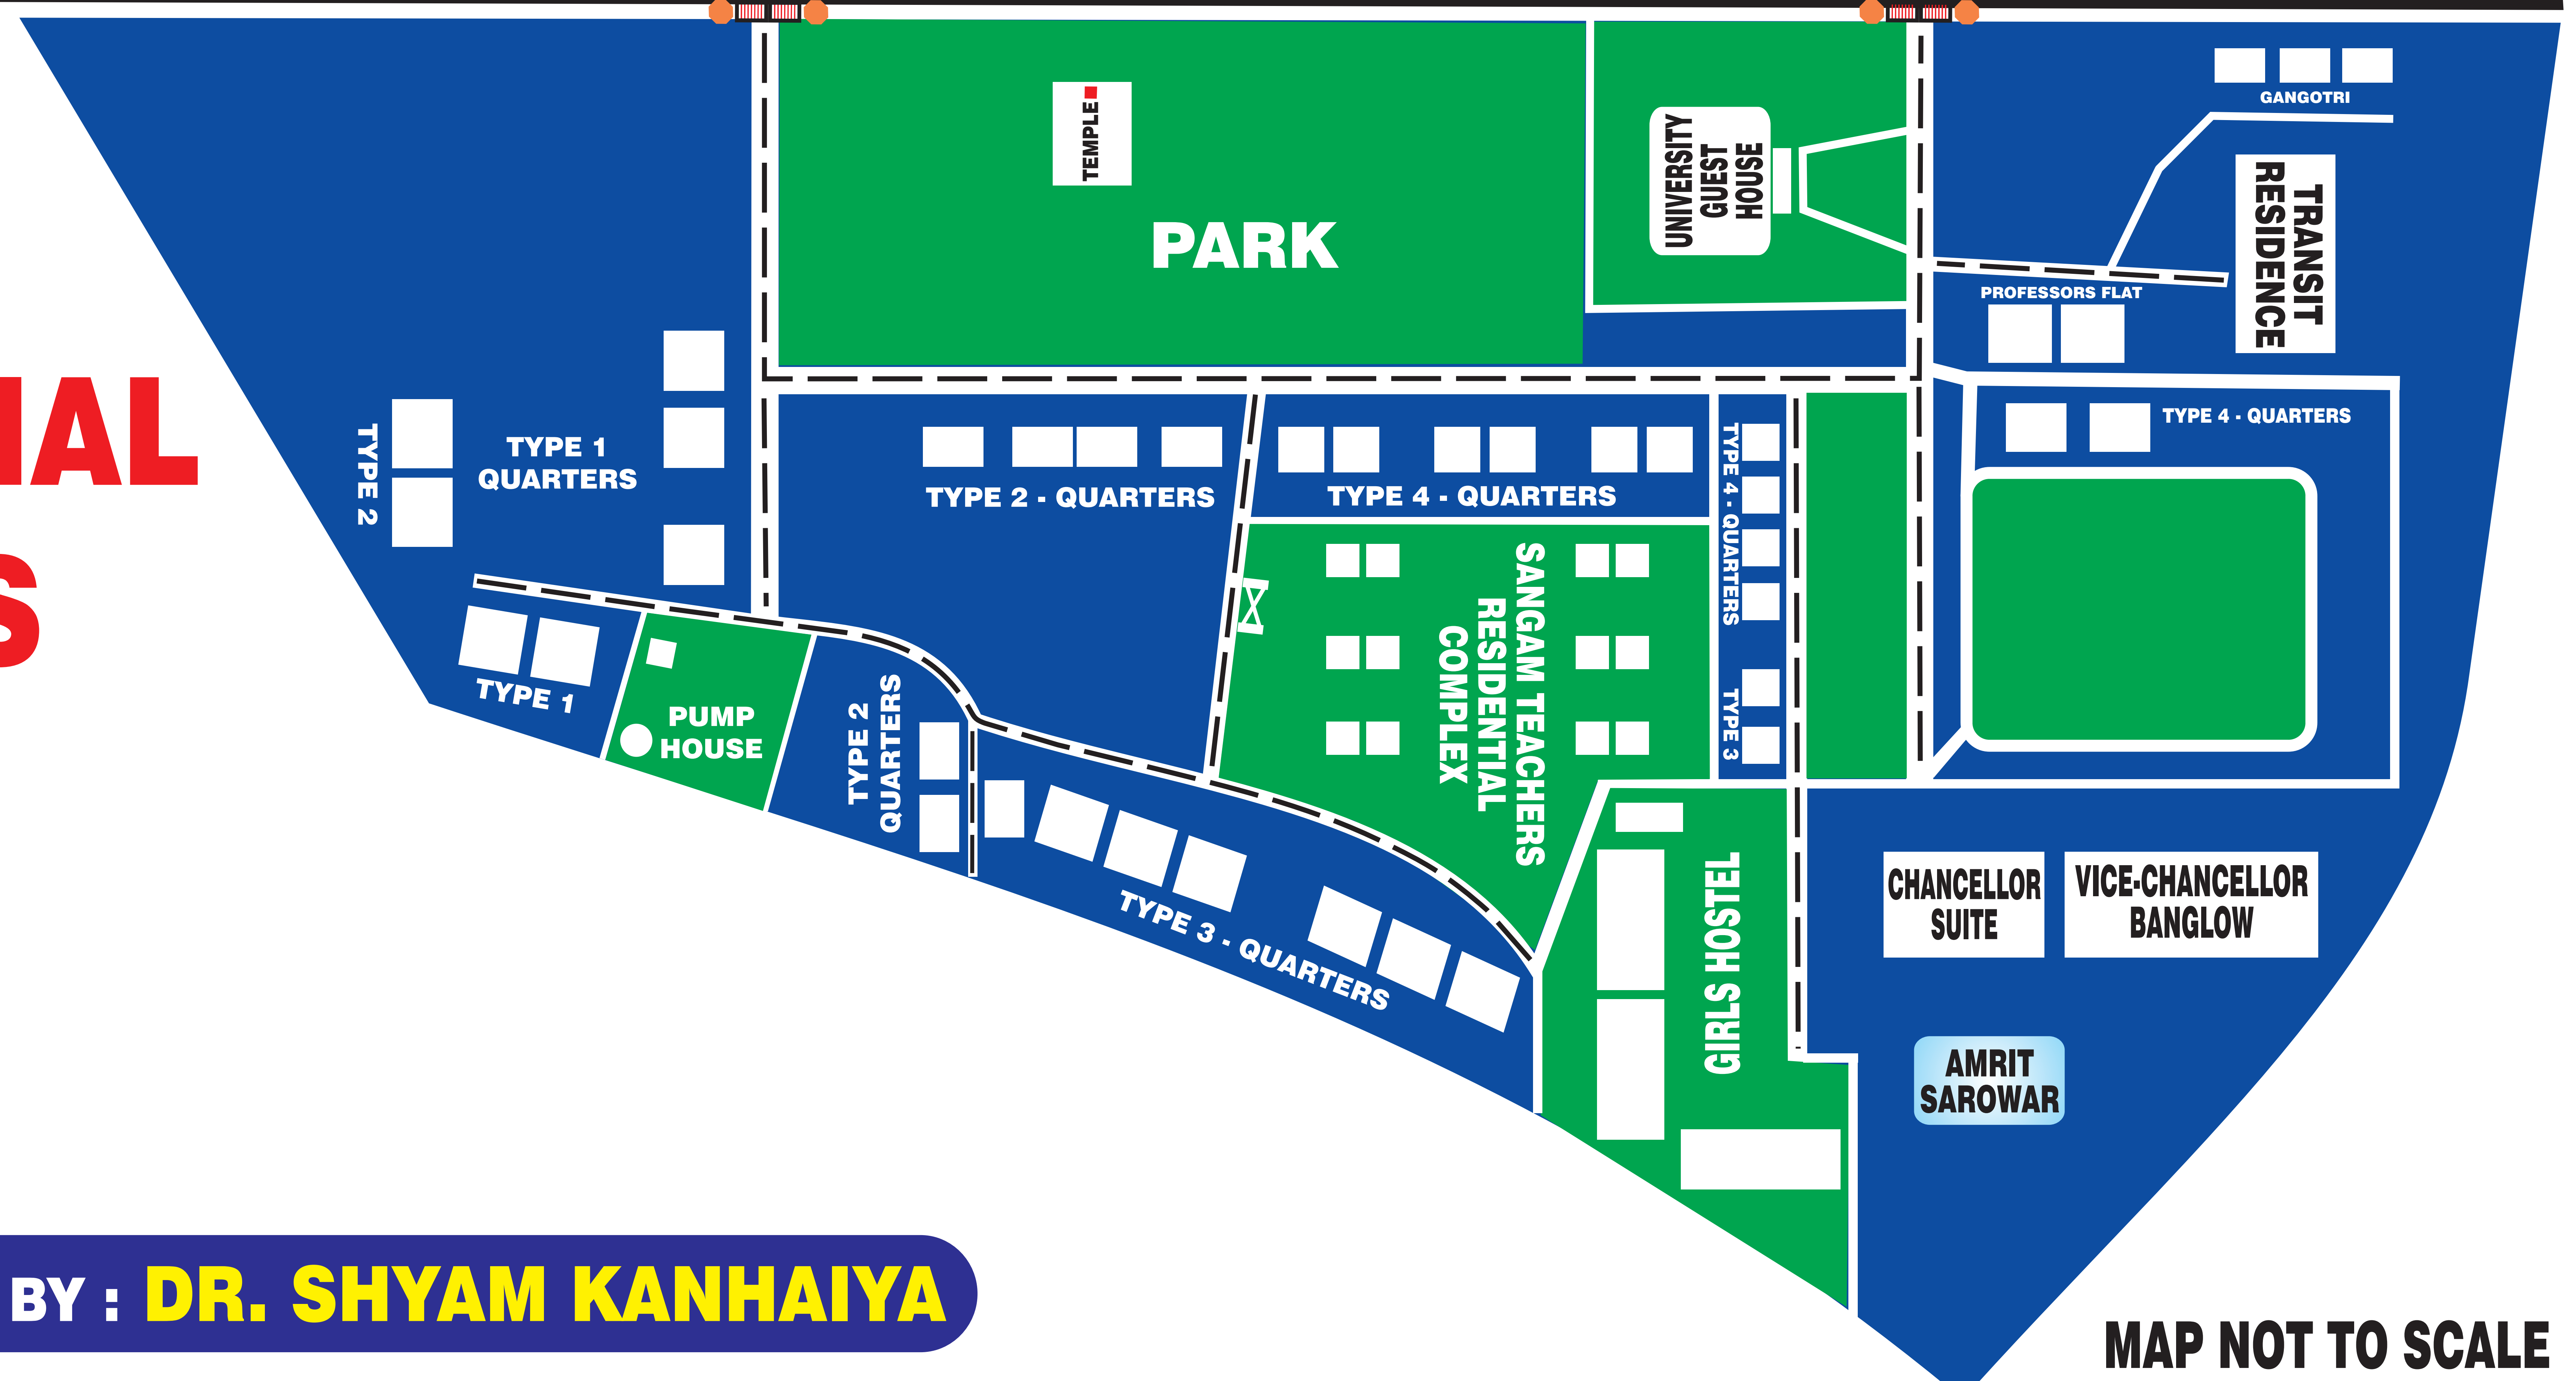 GANGOTRI
TEMPLE
UNIVERSITY
GUEST
HOUSE
TRANSIT
RESIDENCE
PARK
PROFESSORS FLAT
TYPE 2
TYPE 1
QUARTERS
TYPE 2 - QUARTERS
TYPE 4 - QUARTERS
TYPE 4 - QUARTERS
TYPE 4 - QUARTERS
SANGAM TEACHERS
RESIDENTIAL
COMPLEX
TYPE 3
TYPE 1
PUMP
HOUSE
TYPE 2
QUARTERS
TYPE 3 - QUARTERS
GIRLS HOSTEL
CHANCELLOR
SUITE
VICE-CHANCELLOR
BANGLOW
AMRIT
SAROWAR
BY : DR. SHYAM KANHAIYA
MAP NOT TO SCALE